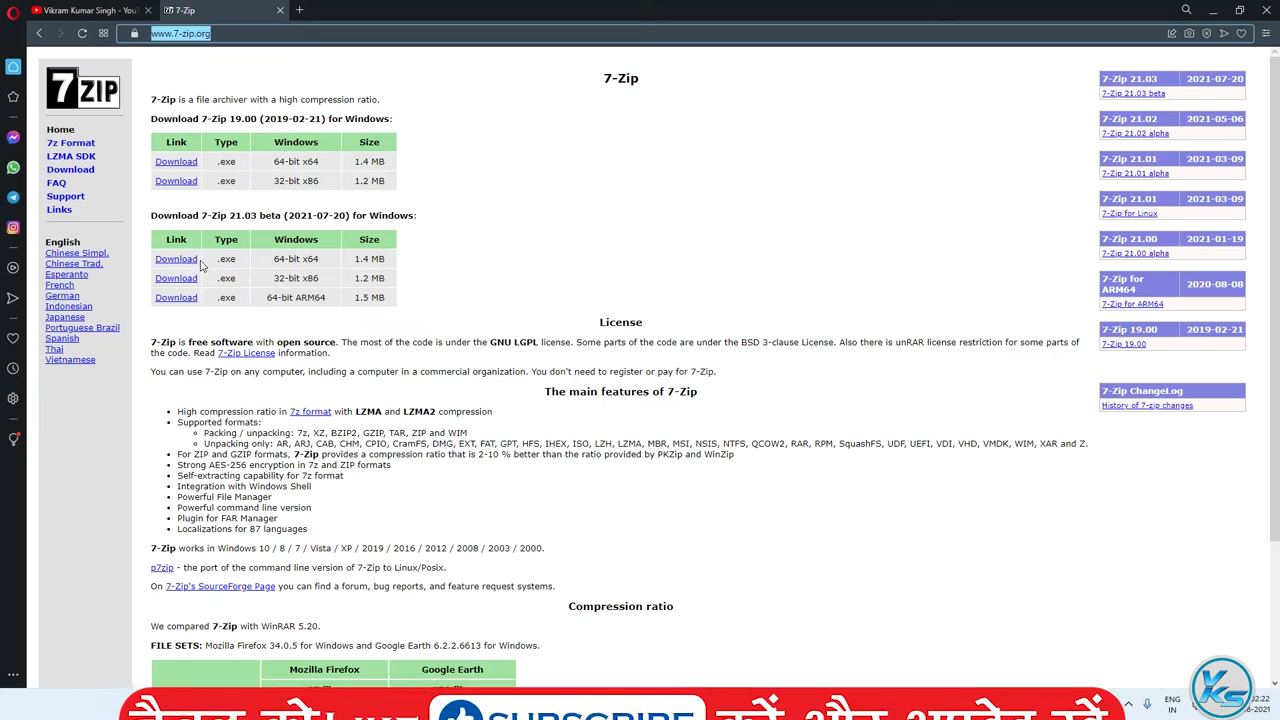 Vikram Kumar Yadav - YouTube
7-Zip
www.7-zip.org
7ZIP
Home
7z Format
LZMA SDK
Download
FAQ
Support
Links
English
Chinese Simpl.
Chinese Trad.
Esperanto
French
German
Indonesian
Japanese
Portuguese Brazil
Spanish
Thai
Vietnamese
7-Zip
7-Zip is a file archiver with a high compression ratio.
Download 7-Zip 19.00 (2019-02-21) for Windows:
Link Type Windows Size
Download .exe 64-bit x64 1.4 MB
Download .exe 32-bit x86 1.2 MB
Download 7-Zip 21.03 beta (2021-07-20) for Windows:
Link Type Windows Size
Download .exe 64-bit x64 1.4 MB
Download .exe 32-bit x86 1.2 MB
Download .exe 64-bit ARM64 1.5 MB
License
7-Zip is free software with open source. The most of the code is under the GNU LGPL license. Some parts of the code are under the BSD 3-clause License. Also there is unRAR license restriction for some parts of
the code. Read 7-Zip License information.
You can use 7-Zip on any computer, including a computer in a commercial organization. You don't need to register or pay for 7-Zip.
The main features of 7-Zip
• High compression ratio in 7z format with LZMA and LZMA2 compression
• Supported formats:
Packing / unpacking: 7z, XZ, BZIP2, GZIP, TAR, ZIP and WIM
Unpacking only: AR, ARJ, CAB, CHM, CPIO, CramFS, DMG, EXT, FAT, GPT, HFS, IHEX, ISO, LZH, LZMA, MBR, MSI, NSIS, NTFS, QCOW2, RAR, RPM, SquashFS, UDF, UEFI, VDI, VHD, VMDK, WIM, XAR and Z.
• For ZIP and GZIP formats, 7-Zip provides a compression ratio that is 2-10 % better than the ratio provided by PKZip and WinZip
• Strong AES-256 encryption in 7z and ZIP formats
• Self-extracting capability for 7z format
• Integration with Windows Shell
• Powerful File Manager
• Powerful command line version
• Plugin for FAR Manager
• Localizations for 87 languages
7-Zip works in Windows 10 / 8 / 7 / Vista / XP / 2019 / 2016 / 2012 / 2008 / 2003 / 2000.
p7zip - the port of the command line version of 7-Zip to Linux/Posix.
On 7-Zip's SourceForge Page you can find a forum, bug reports, and feature request systems.
Compression ratio
We compared 7-Zip with WinRAR 5.20.
FILE SETS: Mozilla Firefox 34.0.5 for Windows and Google Earth 6.2.2.6613 for Windows.
Mozilla Firefox Google Earth
7-Zip 21.03 2021-07-20
7-Zip 21.03 beta
7-Zip 21.02 2021-05-06
7-Zip 21.02 alpha
7-Zip 21.01 2021-03-09
7-Zip 21.01 alpha
7-Zip 21.01 2021-03-09
7-Zip for Linux
7-Zip 21.00 2021-01-19
7-Zip 21.00 alpha
7-Zip for ARM64 2020-08-08
7-Zip for ARM64
7-Zip 19.00 2019-02-21
7-Zip 19.00
7-Zip ChangeLog
History of 7-zip changes
SUBSCRIBE
ENG
IN
KS